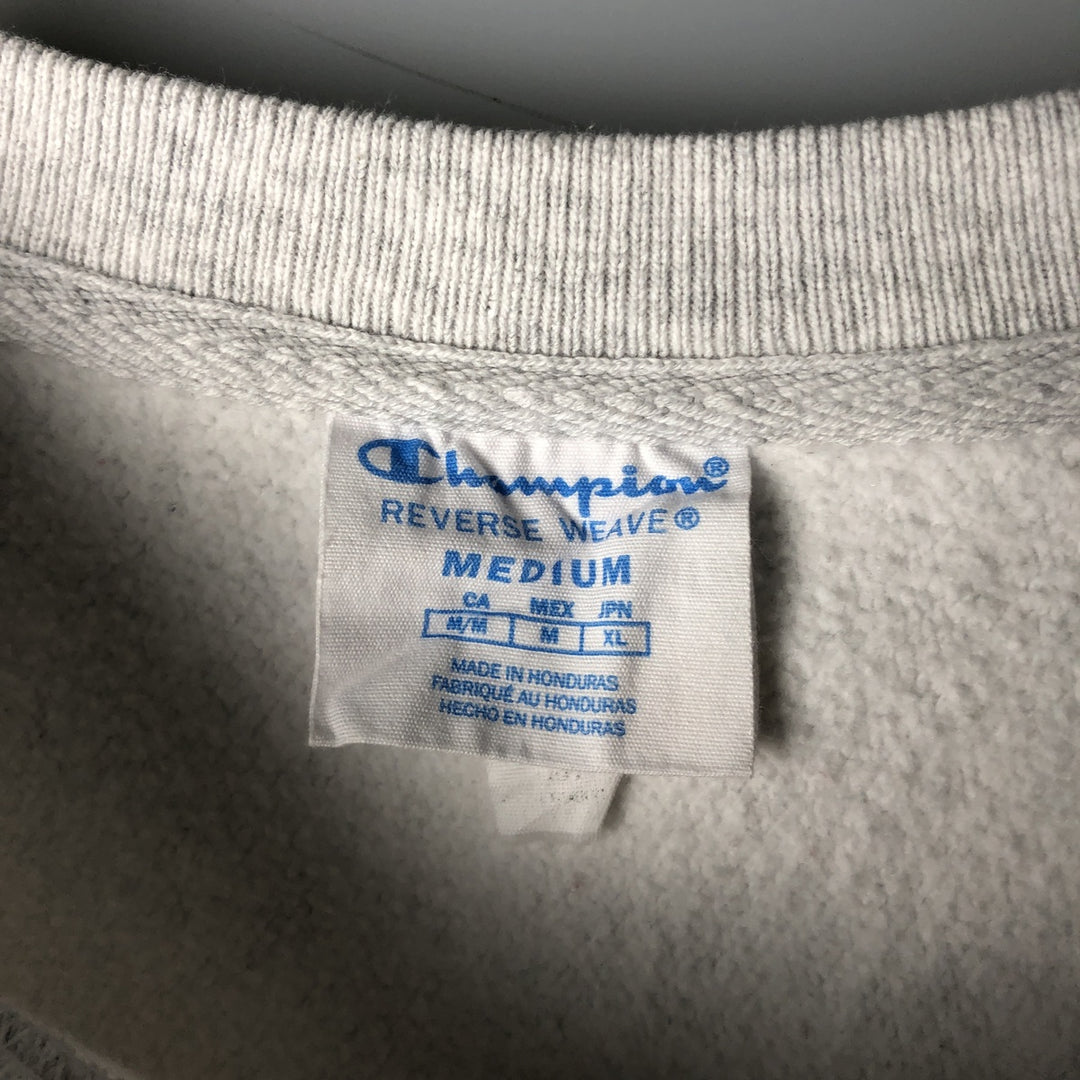 Champion®
REVERSE WEAVE®
MEDIUM
CA MEX JPN
M/M M XL
MADE IN HONDURAS
FABRIQUÉ AU HONDURAS
HECHO EN HONDURAS